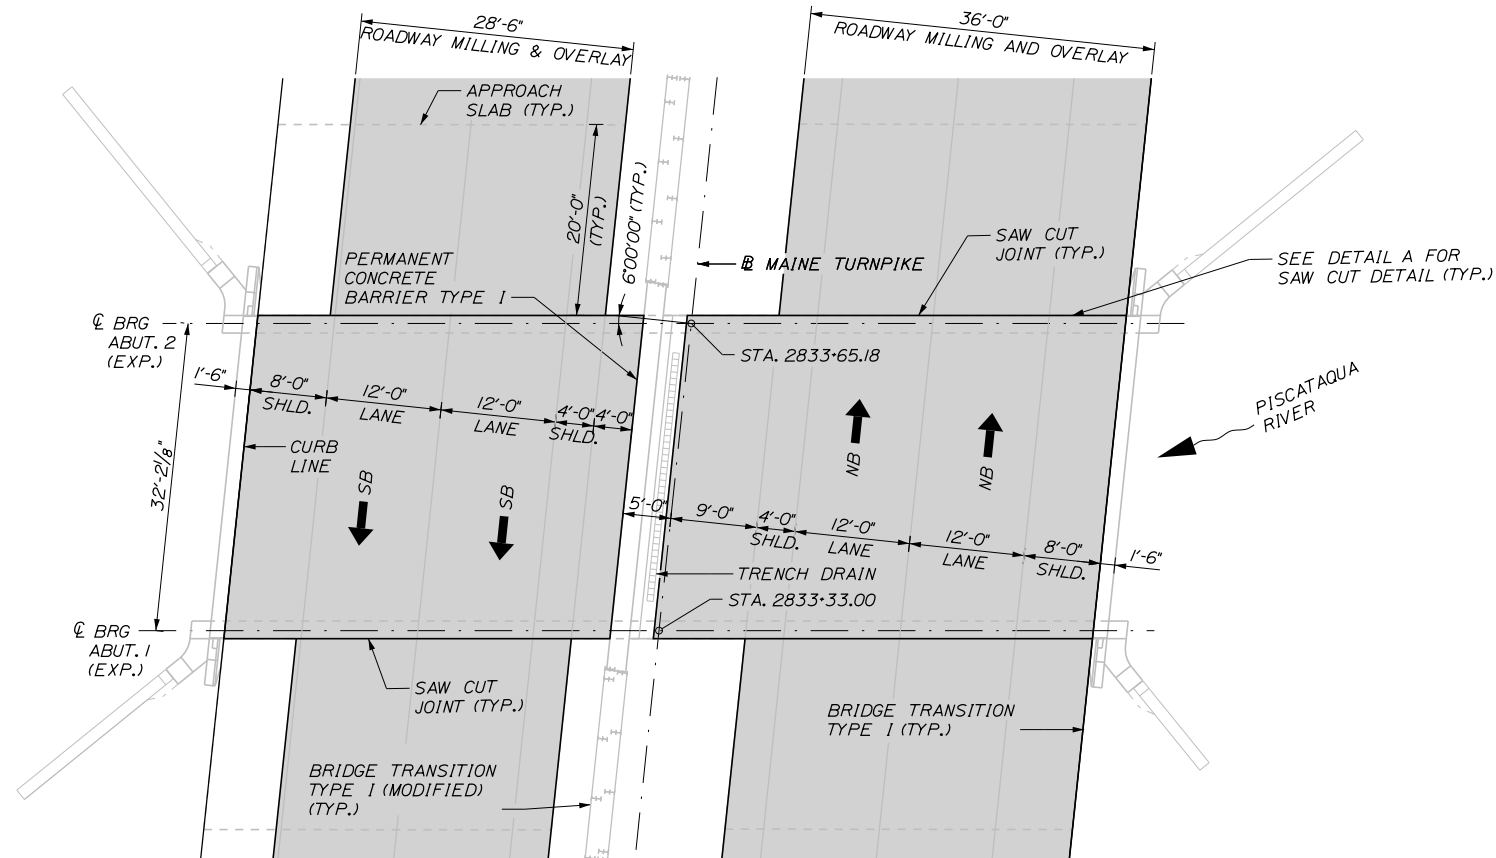 28'-6"
ROADWAY MILLING & OVERLAY
36'-0"
ROADWAY MILLING AND OVERLAY
APPROACH
SLAB (TYP.)
20'-0"
(TYP.)
6°00'00" (TYP.)
PERMANENT
CONCRETE
BARRIER TYPE I
℄ MAINE TURNPIKE
SAW CUT
JOINT (TYP.)
SEE DETAIL A FOR
SAW CUT DETAIL (TYP.)
℄ BRG
ABUT. 2
(EXP.)
STA. 2833+65.18
1'-6"
8'-0"
SHLD.
12'-0"
LANE
12'-0"
LANE
4'-0"
SHLD.
4'-0"
PISCATAQUA
RIVER
CURB
LINE
32'-2⅛"
SB
SB
NB
NB
5'-0"
9'-0"
4'-0"
SHLD.
12'-0"
LANE
12'-0"
LANE
8'-0"
SHLD.
1'-6"
TRENCH DRAIN
STA. 2833+33.00
℄ BRG
ABUT. 1
(EXP.)
SAW CUT
JOINT (TYP.)
BRIDGE TRANSITION
TYPE I (TYP.)
BRIDGE TRANSITION
TYPE I (MODIFIED)
(TYP.)